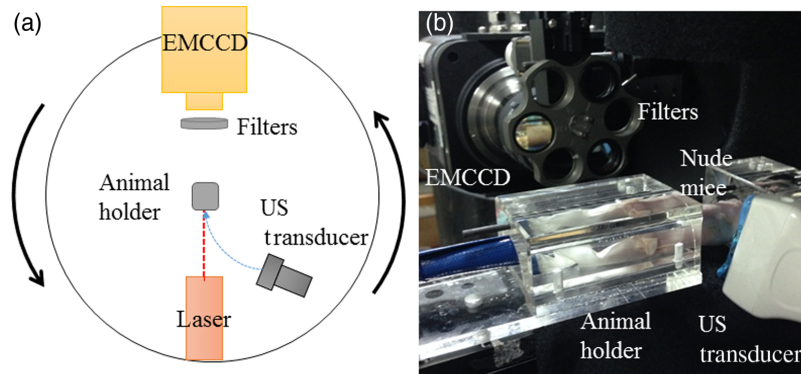 (a)
EMCCD
Filters
Animal
holder
US
transducer
Laser
(b)
Filters
Nude
mice
EMCCD
Animal
holder
US
transducer